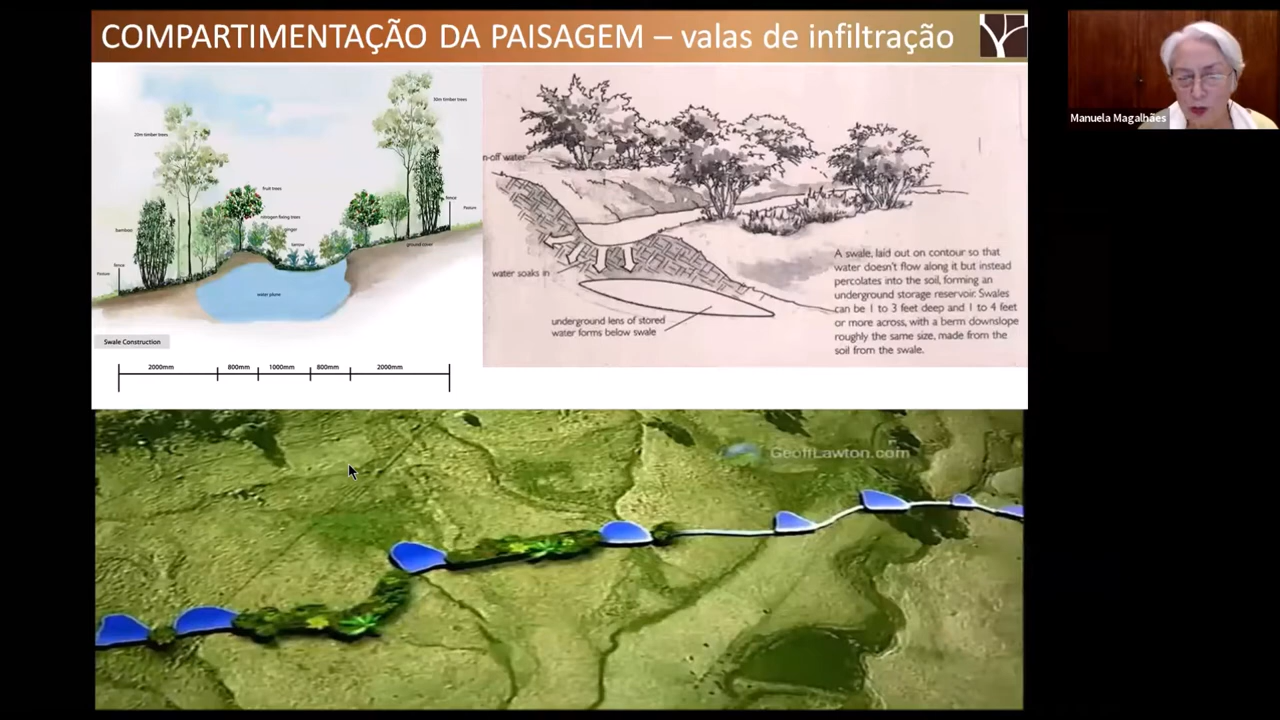 COMPARTIMENTAÇÃO DA PAISAGEM – valas de infiltração
Manuela Magalhães
30m timber trees
20m timber trees
fruit trees
fence
Pasture
nitrogen fixing trees
ginger
bamboo
tarrow
ground cover
fence
Pasture
water plume
Swale Construction
2000mm 800mm 1000mm 800mm 2000mm
n-off water
water soaks in
underground lens of stored
water forms below swale
A swale, laid out on contour so that
water doesn't flow along it but instead
percolates into the soil, forming an
underground storage reservoir. Swales
can be 1 to 3 feet deep and 1 to 4 feet
or more across, with a berm downslope
roughly the same size, made from the
soil from the swale.
GeoffLawton.com